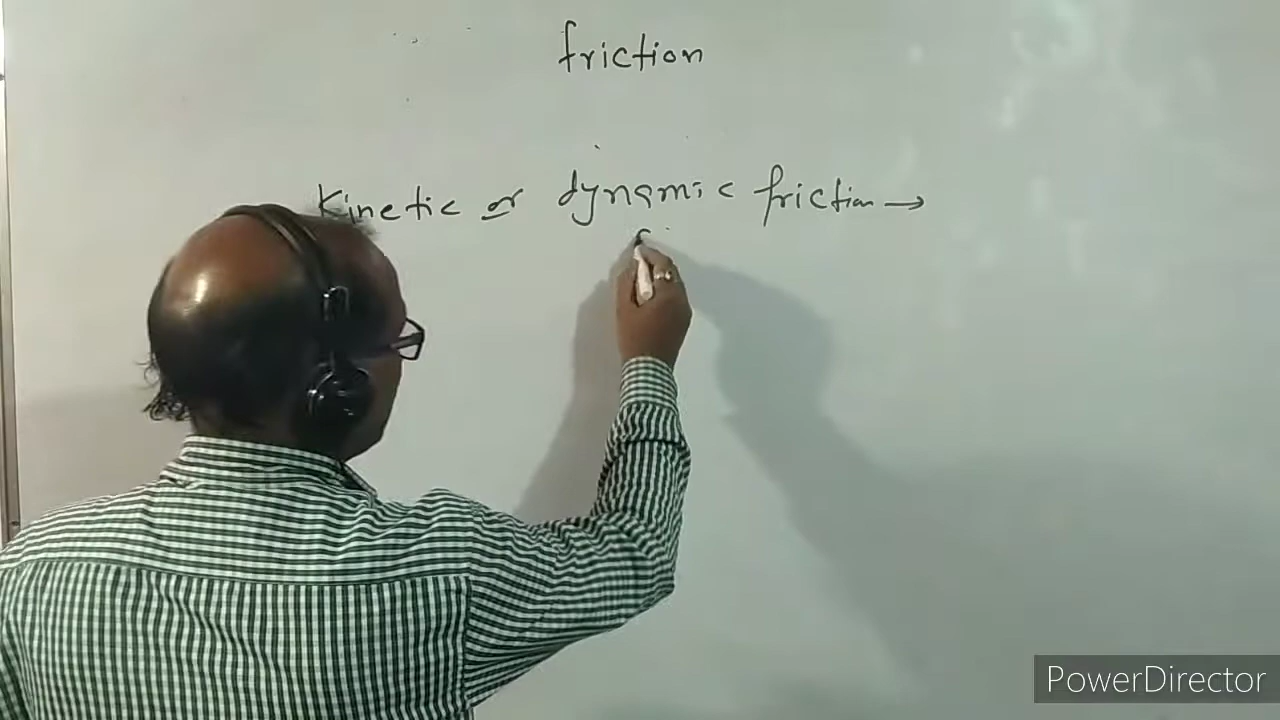 friction
Kinetic or dynamic friction →
PowerDirector